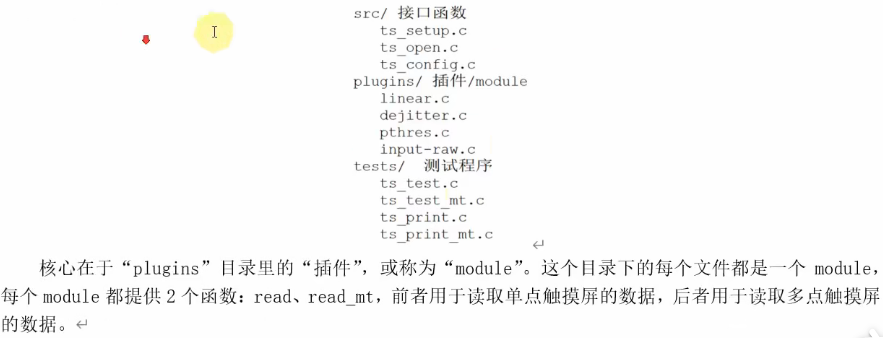 src/ 接口函数
ts_setup.c
ts_open.c
ts_config.c
plugins/ 插件/module
linear.c
dejitter.c
pthres.c
input-raw.c
tests/ 测试程序
ts_test.c
ts_test_mt.c
ts_print.c
ts_print_mt.c
核心在于“plugins”目录里的“插件”，或称为“module”。这个目录下的每个文件都是一个 module，
每个 module 都提供 2 个函数：read、read_mt，前者用于读取单点触摸屏的数据，后者用于读取多点触摸屏
的数据。